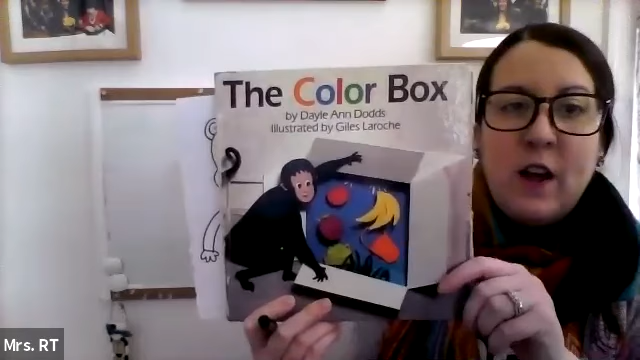 The Color Box
by Dayle Ann Dodds
Illustrated by Giles Laroche
Mrs. RT